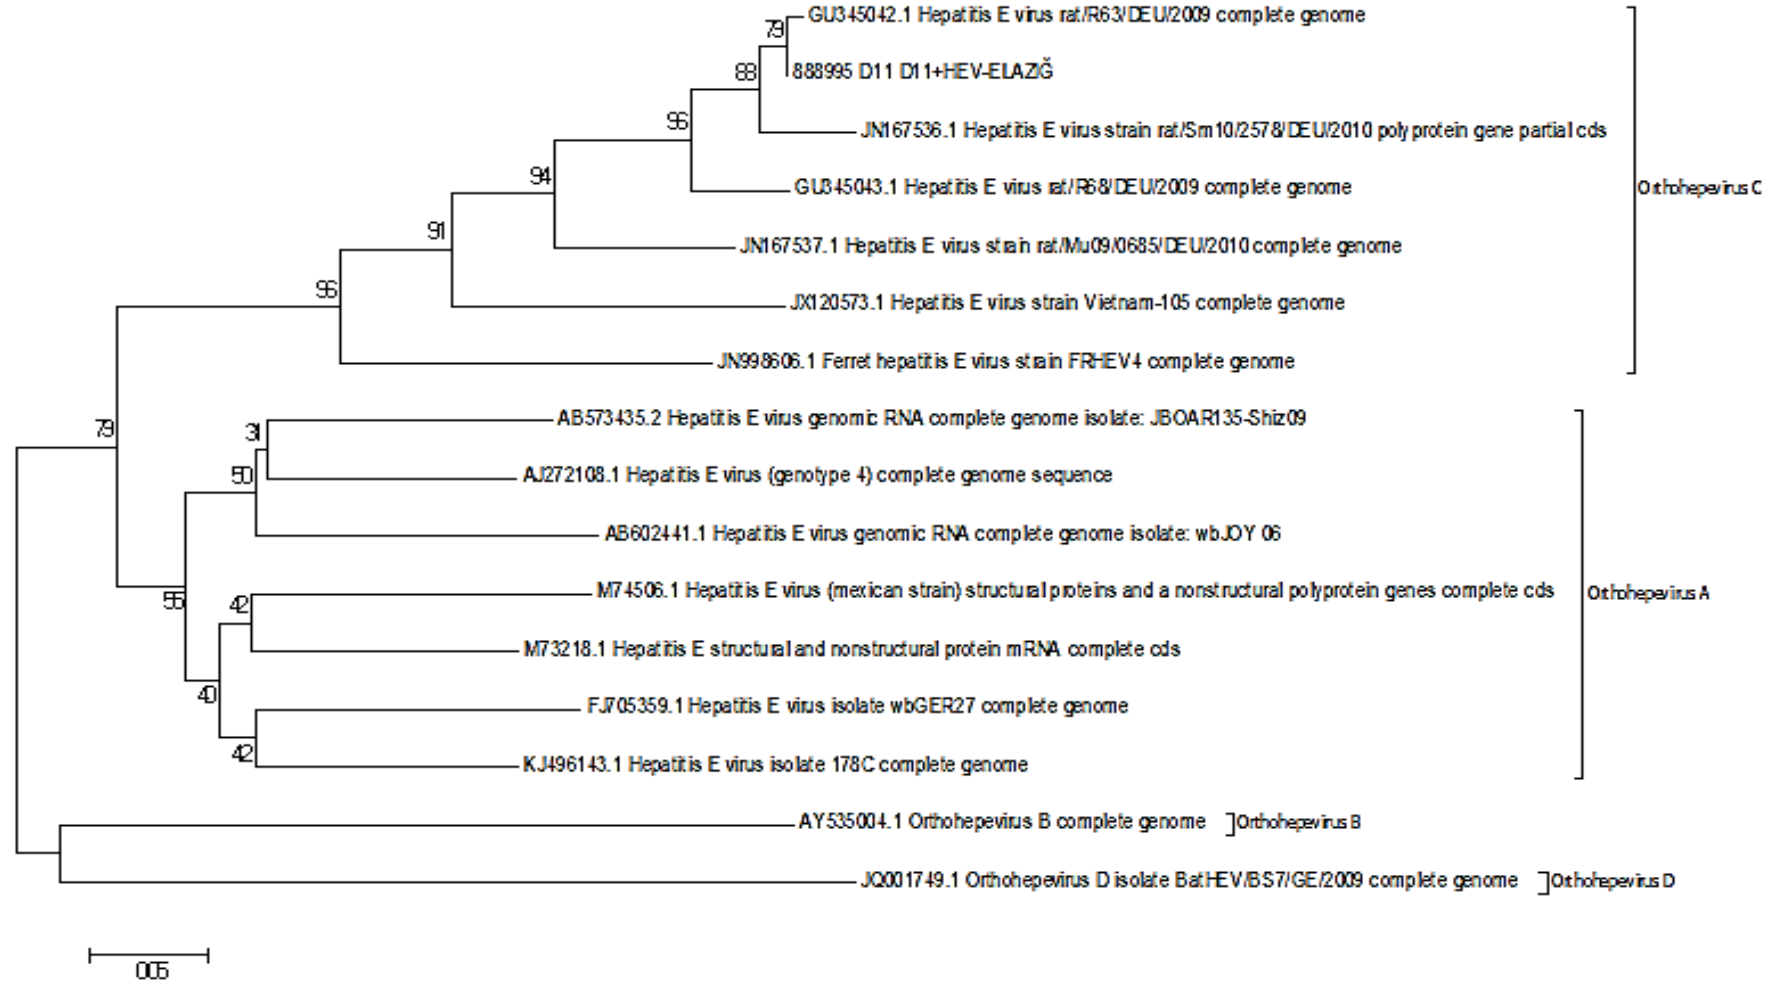 79
GU345042.1 Hepatitis E virus rat/R63/DEU/2009 complete genome
88
888995 D11 D11+HEV-ELAZIĞ
96
JN167536.1 Hepatitis E virus strain rat/Sm10/2578/DEU/2010 polyprotein gene partial cds
94
GU345043.1 Hepatitis E virus rat/R68/DEU/2009 complete genome
Orthohepevirus C
91
JN167537.1 Hepatitis E virus strain rat/Mu09/0685/DEU/2010 complete genome
96
JX120573.1 Hepatitis E virus strain Vietnam-105 complete genome
JN998606.1 Ferret hepatitis E virus strain FRHEV4 complete genome
79
31
AB573435.2 Hepatitis E virus genomic RNA complete genome isolate: JBOAR135-Shiz09
50
AJ272108.1 Hepatitis E virus (genotype 4) complete genome sequence
AB602441.1 Hepatitis E virus genomic RNA complete genome isolate: wbJOY 06
55
42
M74506.1 Hepatitis E virus (mexican strain) structural proteins and a nonstructural polyprotein genes complete cds
Orthohepevirus A
M73218.1 Hepatitis E structural and nonstructural protein mRNA complete cds
40
FJ705359.1 Hepatitis E virus isolate wbGER27 complete genome
42
KJ496143.1 Hepatitis E virus isolate 178C complete genome
AY535004.1 Orthohepevirus B complete genome
Orthohepevirus B
JQ001749.1 Orthohepevirus D isolate BatHEV/BS7/GE/2009 complete genome
Orthohepevirus D
005